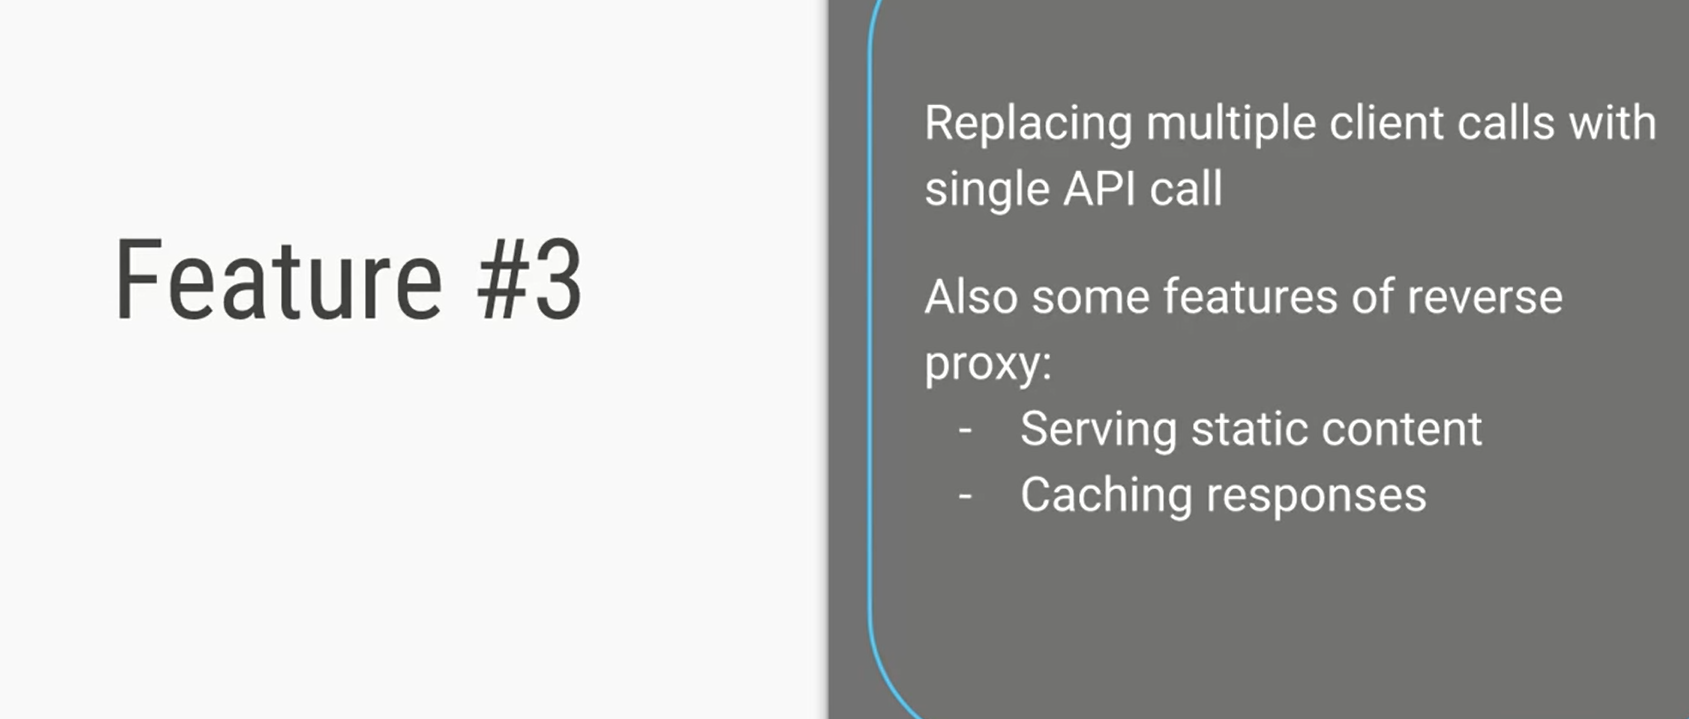 Feature #3
Replacing multiple client calls with
single API call
Also some features of reverse
proxy:
- Serving static content
- Caching responses